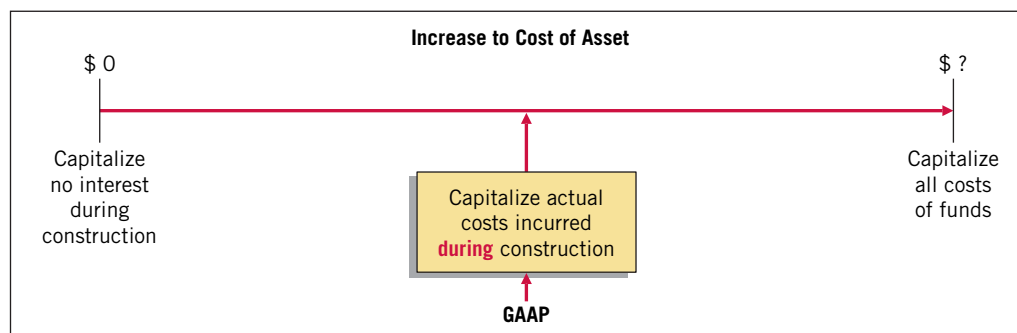 Increase to Cost of Asset
$ 0
$ ?
Capitalize
no interest
during
construction
Capitalize actual
costs incurred
during construction
Capitalize
all costs
of funds
GAAP